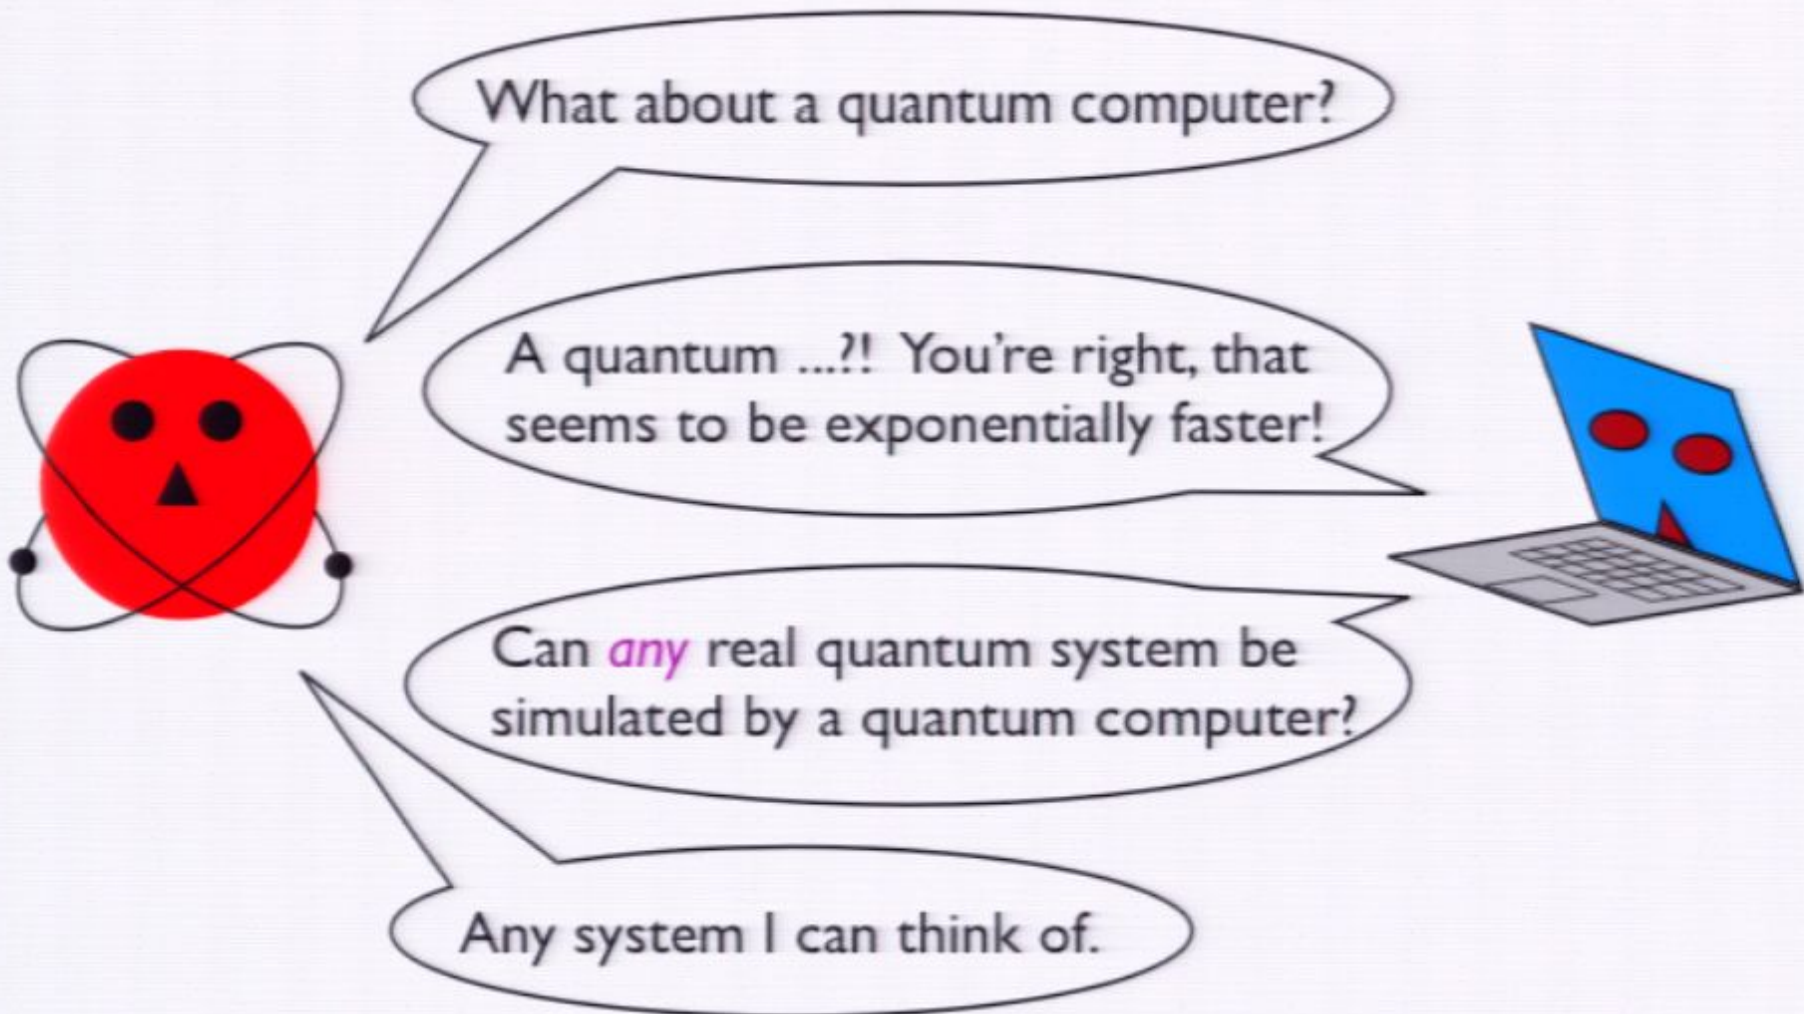 What about a quantum computer?
A quantum ...?! You're right, that
seems to be exponentially faster!
Can any real quantum system be
simulated by a quantum computer?
Any system I can think of.